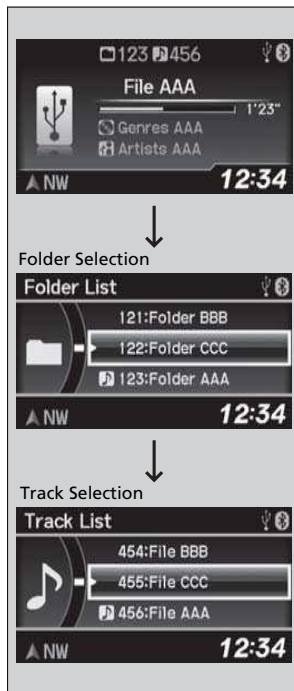 123 456
File AAA
1'23"
Genres AAA
Artists AAA
NW 12:34
Folder Selection
Folder List
121:Folder BBB
122:Folder CCC
123:Folder AAA
NW 12:34
Track Selection
Track List
454:File BBB
455:File CCC
456:File AAA
NW 12:34